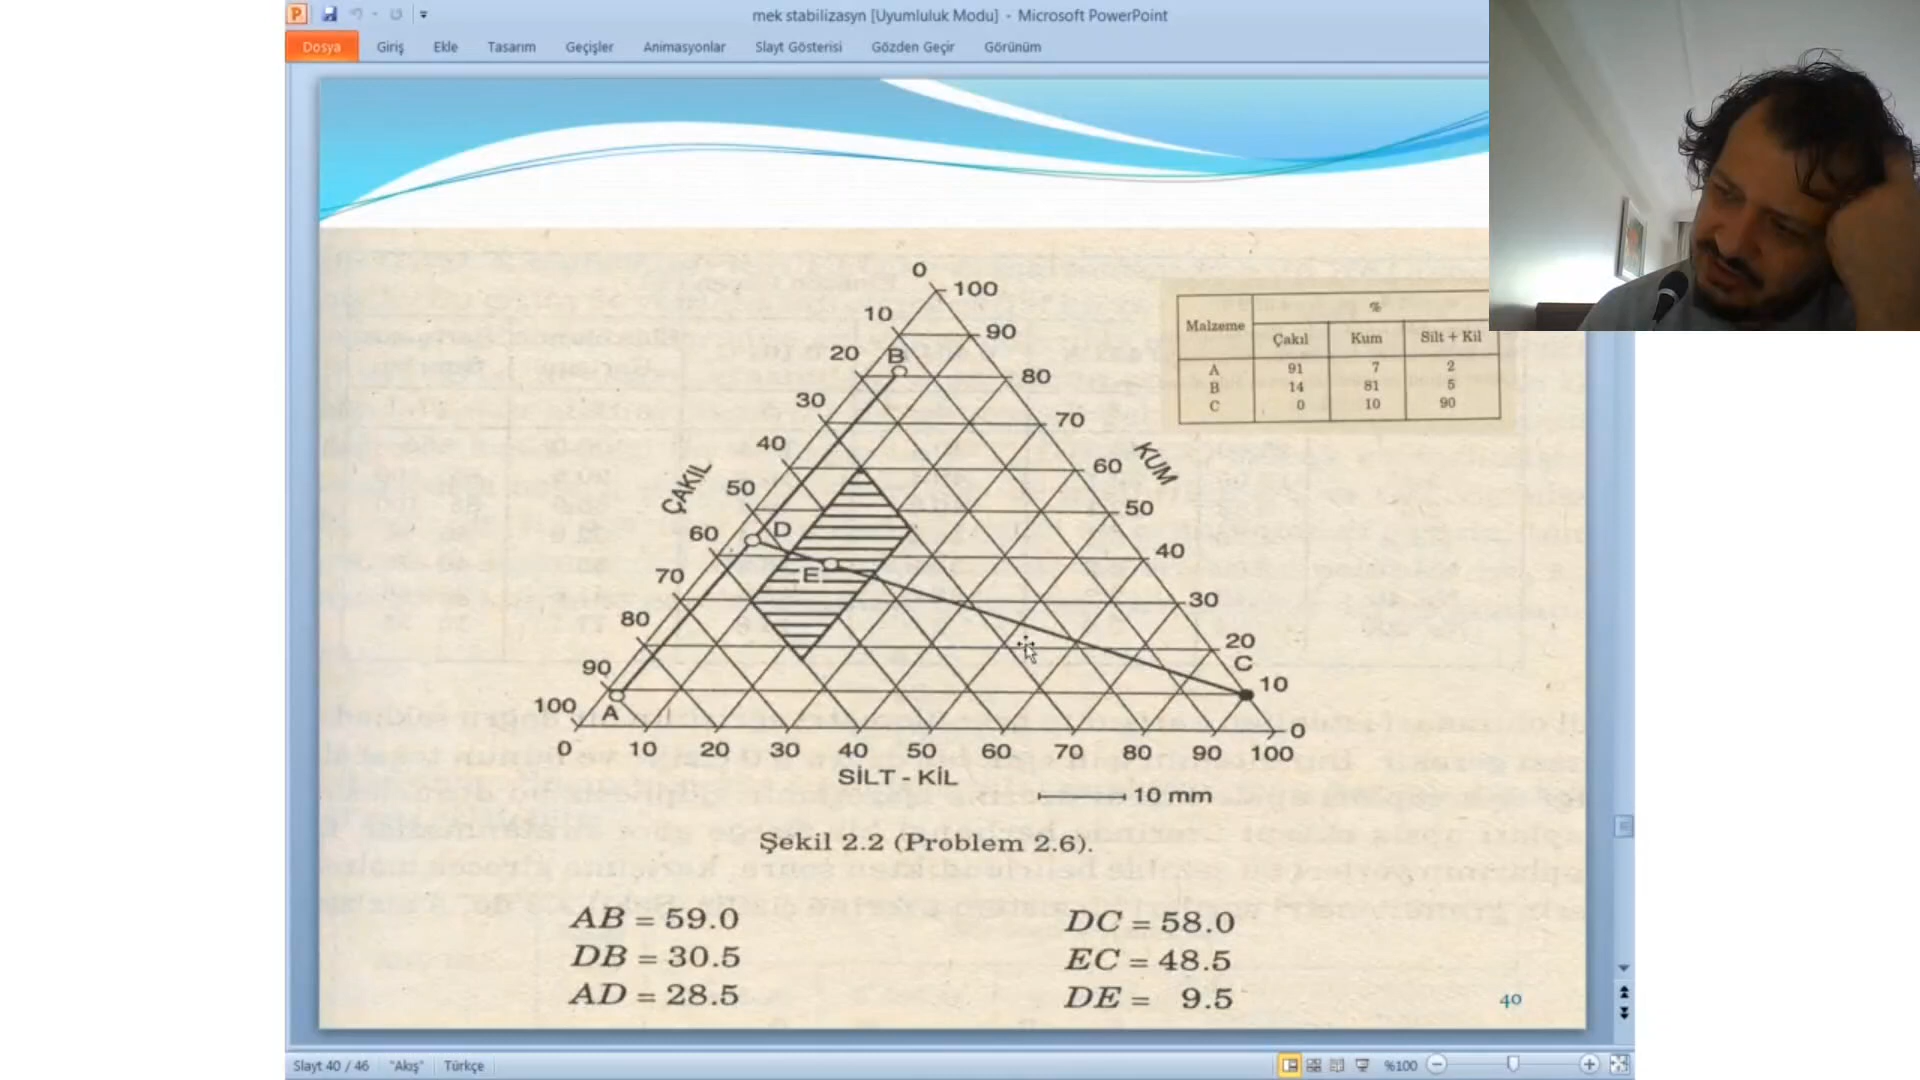 mek stabilizasyn [Uyumluluk Modu] - Microsoft PowerPoint
Dosya Giriş Ekle Tasarım Geçişler Animasyonlar Slayt Gösterisi Gözden Geçir Görünüm
0
100
10
90
20
B
80
30
70
40
60
50
50
60
D
40
70
E
30
80
20
C
90
10
100
A
0
0 10 20 30 40 50 60 70 80 90 100
ÇAKIL
KUM
SİLT - KİL
10 mm
Malzeme %
Çakıl Kum Silt + Kil
A 91 7 2
B 14 81 5
C 0 10 90
Şekil 2.2 (Problem 2.6).
AB = 59.0
DB = 30.5
AD = 28.5
DC = 58.0
EC = 48.5
DE = 9.5
40
Slayt 40 / 46 "Akış" Türkçe %100